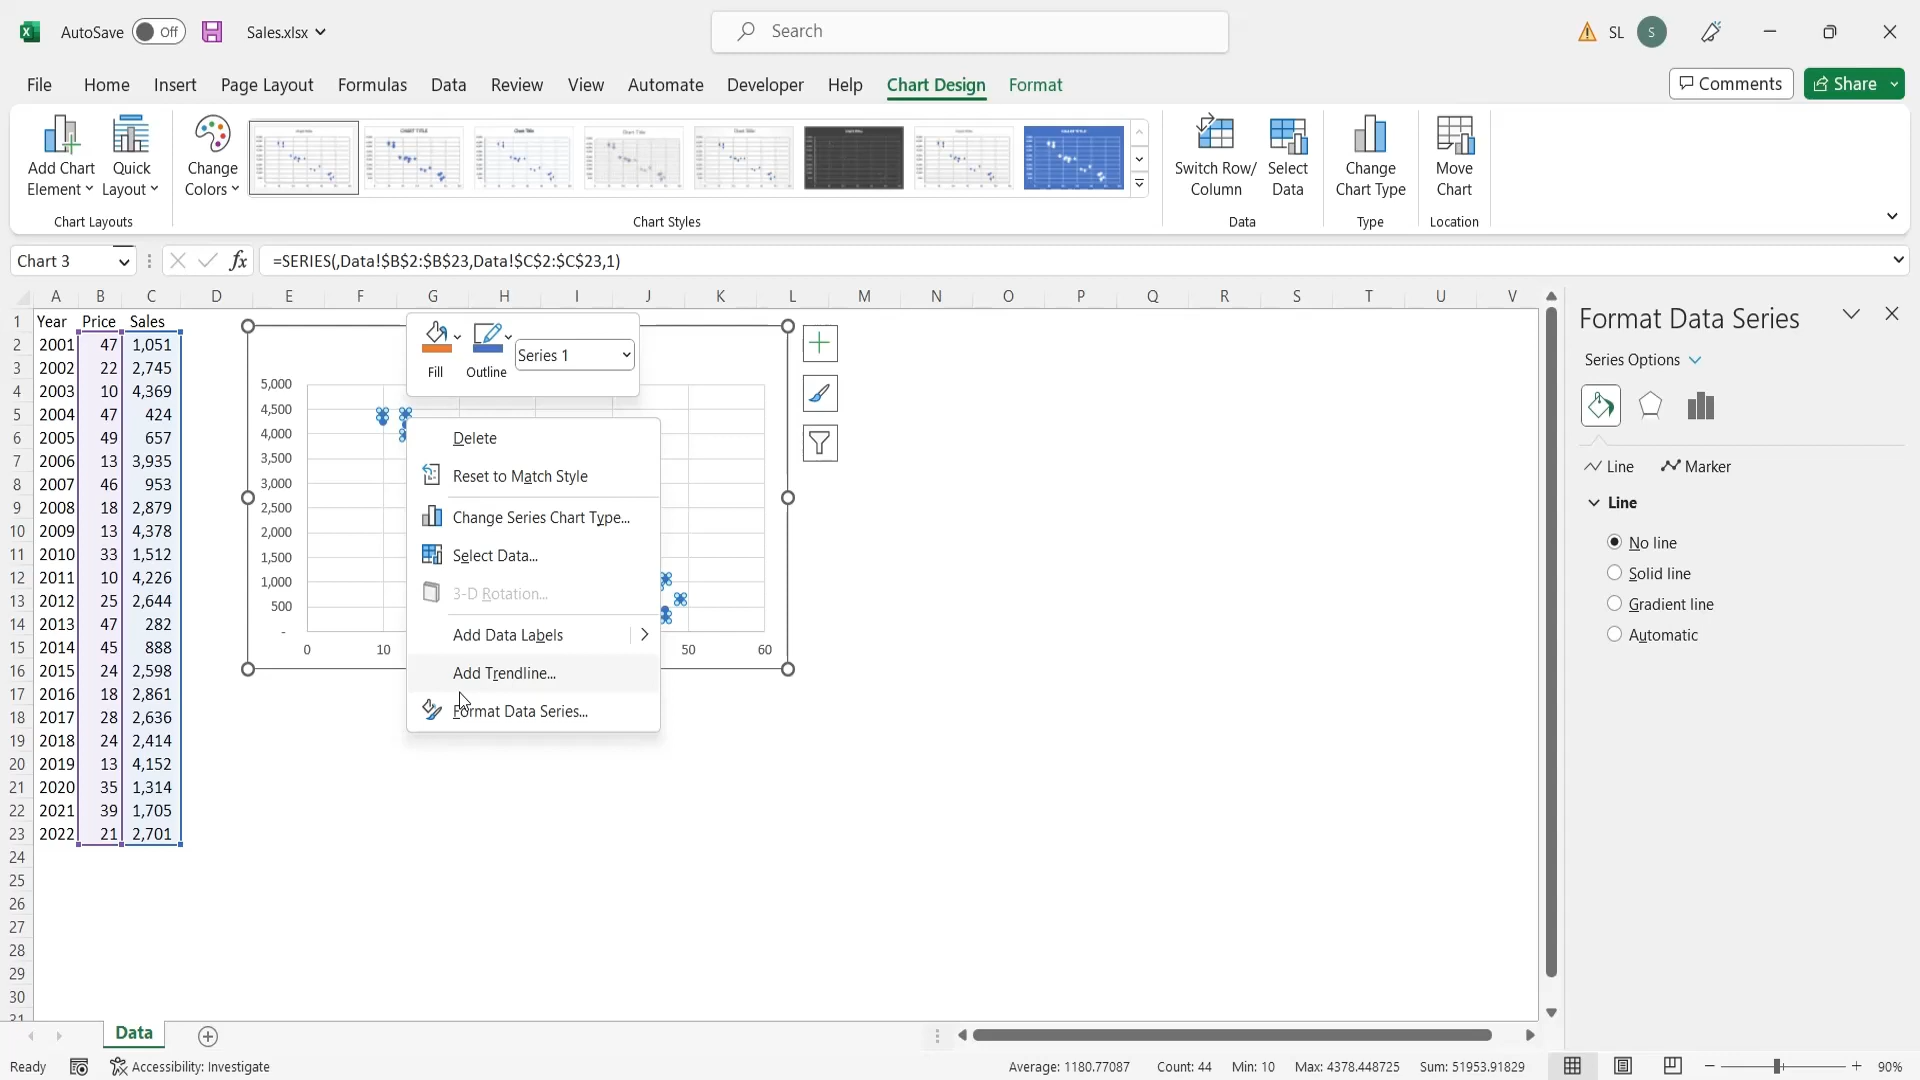 AutoSave Off Sales.xlsx Search SL S
File Home Insert Page Layout Formulas Data Review View Automate Developer Help Chart Design Format Comments Share
Add Chart Element
Quick Layout
Chart Layouts
Change Colors
Chart Styles
Switch Row/ Column
Select Data
Data
Change Chart Type
Type
Move Chart
Location
Chart 3 fx =SERIES(,Data!$B$2:$B$23,Data!$C$2:$C$23,1)
A B C D E F G H I J K L M N O P Q R S T U V
1 Year Price Sales
2 2001 47 1,051
3 2002 22 2,745
4 2003 10 4,369
5 2004 47 424
6 2005 49 657
7 2006 13 3,935
8 2007 46 953
9 2008 18 2,879
10 2009 13 4,378
11 2010 33 1,512
12 2011 10 4,226
13 2012 25 2,644
14 2013 47 282
15 2014 45 888
16 2015 24 2,598
17 2016 18 2,861
18 2017 28 2,636
19 2018 24 2,414
20 2019 13 4,152
21 2020 35 1,314
22 2021 39 1,705
23 2022 21 2,701
24
25
26
27
28
29
30
31
5,000
4,500
4,000
3,500
3,000
2,500
2,000
1,500
1,000
500
-
0 10 50 60
Fill Outline Series 1
Delete
Reset to Match Style
Change Series Chart Type...
Select Data...
3-D Rotation...
Add Data Labels
Add Trendline...
Format Data Series...
Format Data Series
Series Options
Line Marker
Line
No line
Solid line
Gradient line
Automatic
Data
Ready Accessibility: Investigate Average: 1180.77087 Count: 44 Min: 10 Max: 4378.448725 Sum: 51953.91829 90%